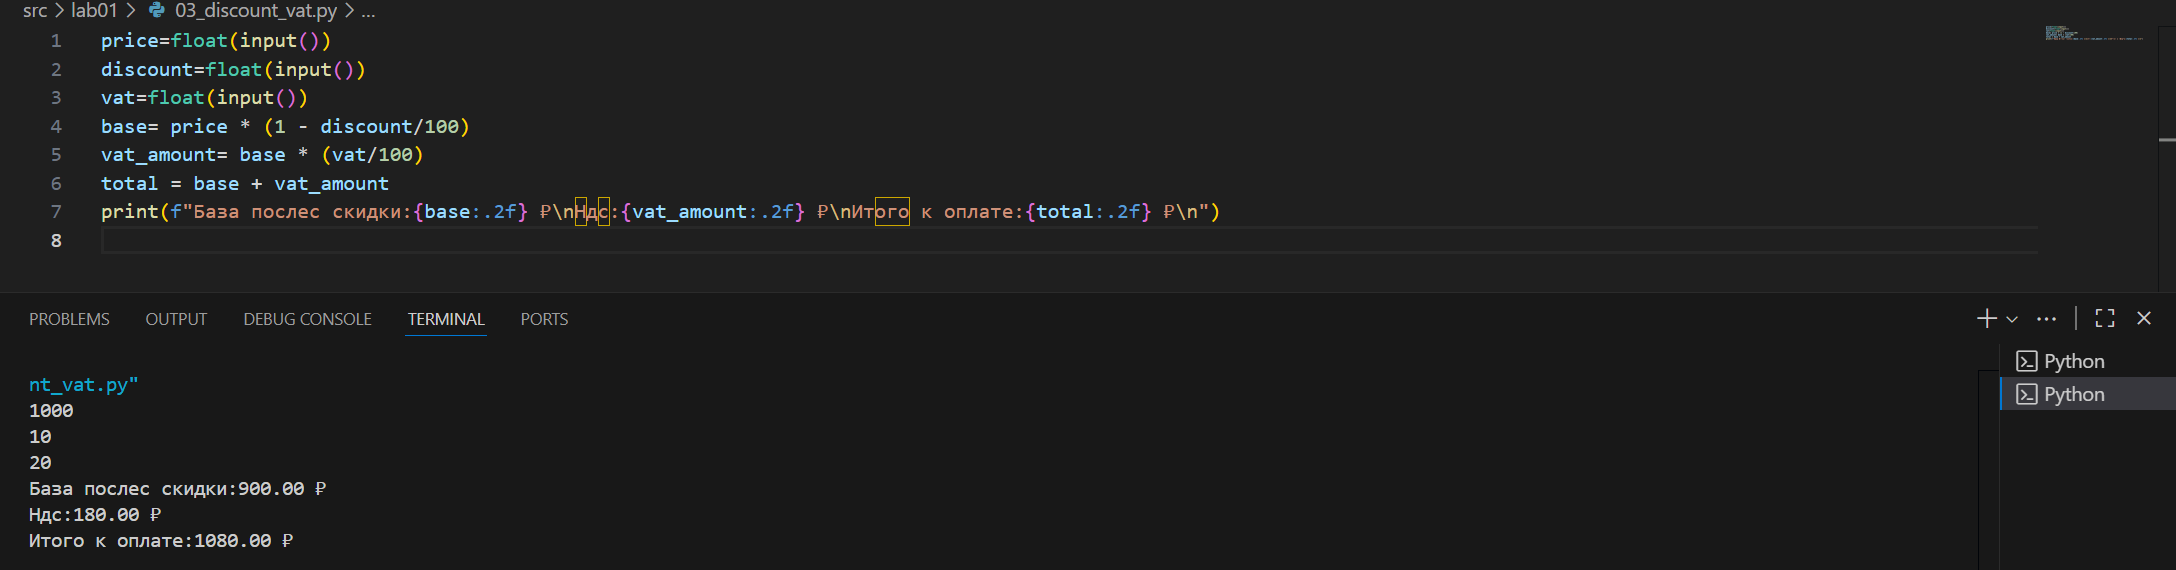 src > lab01 > 03_discount_vat.py > ...
1 price=float(input())
2 discount=float(input())
3 vat=float(input())
4 base= price * (1 - discount/100)
5 vat_amount= base * (vat/100)
6 total = base + vat_amount
7 print(f"База послес скидки:{base:.2f} ₽\nНдс:{vat_amount:.2f} ₽\nИтого к оплате:{total:.2f} ₽\n")
8
PROBLEMS OUTPUT DEBUG CONSOLE TERMINAL PORTS
Python
Python
nt_vat.py"
1000
10
20
База послес скидки:900.00 ₽
Ндс:180.00 ₽
Итого к оплате:1080.00 ₽